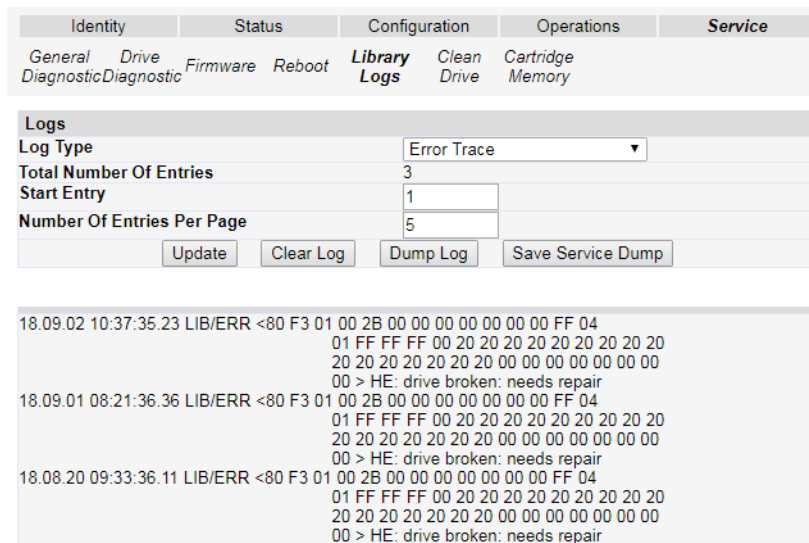 Identity Status Configuration Operations Service
General Diagnostic Drive Diagnostic Firmware Reboot Library Logs Clean Drive Cartridge Memory
Logs
Log Type Error Trace
Total Number Of Entries 3
Start Entry 1
Number Of Entries Per Page 5
Update Clear Log Dump Log Save Service Dump
18.09.02 10:37:35.23 LIB/ERR <80 F3 01 00 2B 00 00 00 00 00 00 00 FF 04
01 FF FF FF 00 20 20 20 20 20 20 20 20 20
20 20 20 20 20 20 20 00 00 00 00 00 00 00
00 > HE: drive broken: needs repair
18.09.01 08:21:36.36 LIB/ERR <80 F3 01 00 2B 00 00 00 00 00 00 00 FF 04
01 FF FF FF 00 20 20 20 20 20 20 20 20 20
20 20 20 20 20 20 20 00 00 00 00 00 00 00
00 > HE: drive broken: needs repair
18.08.20 09:33:36.11 LIB/ERR <80 F3 01 00 2B 00 00 00 00 00 00 00 FF 04
01 FF FF FF 00 20 20 20 20 20 20 20 20 20
20 20 20 20 20 20 20 00 00 00 00 00 00 00
00 > HE: drive broken: needs repair